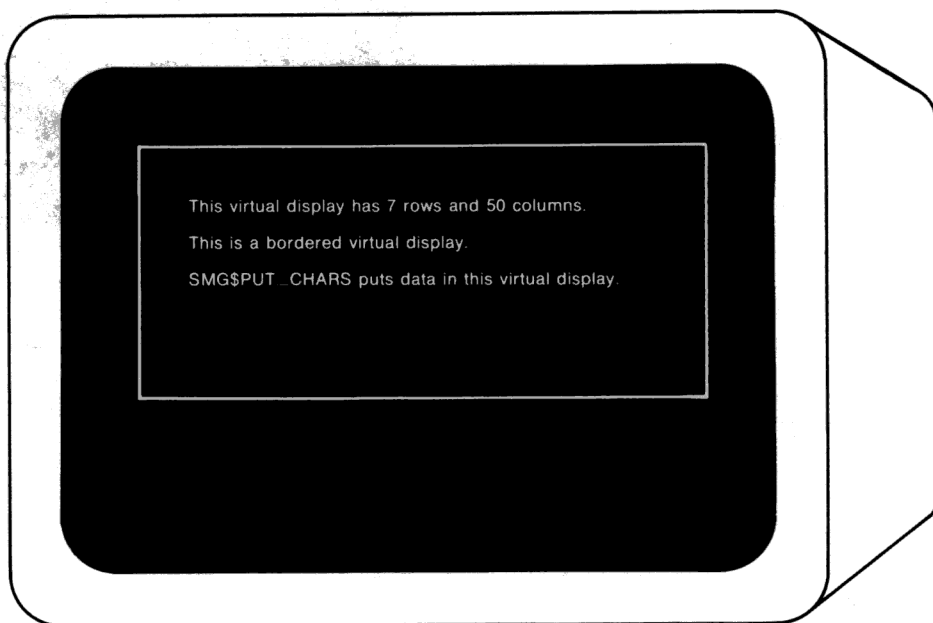 This virtual display has 7 rows and 50 columns.
This is a bordered virtual display.
SMG$PUT_CHARS puts data in this virtual display.